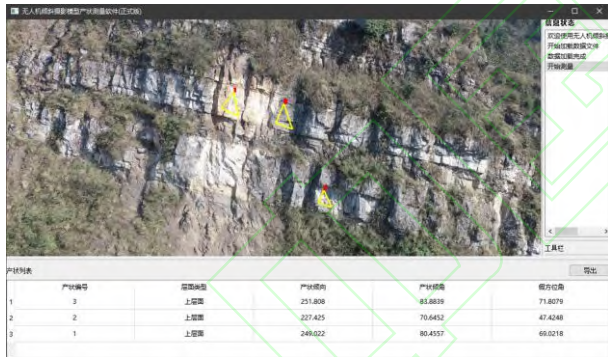 无人机倾斜摄影模型产状测量软件(正式版)
信息状态
欢迎使用无人机倾斜摄
开始加载数据文件
数据加载完成
开始测量
工具栏
产状列表
导出
产状编号 层面类型 产状倾向 产状倾角 假方位角
1 3 上层面 251.808 83.8839 71.8079
2 2 上层面 227.425 70.6452 47.4248
3 1 上层面 249.022 80.4557 69.0218